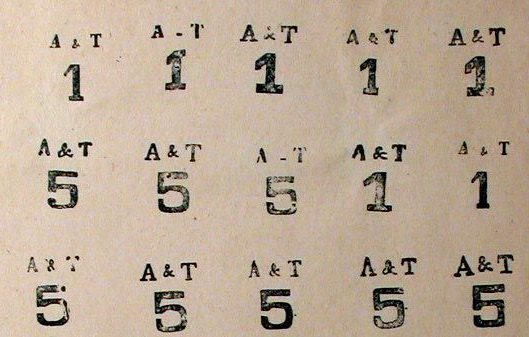 A & T A - T A & T A & T A & T
1 1 1 1 1
A & T A & T A - T A & T A & T
5 5 5 1 1
A & T A & T A & T A & T A & T
5 5 5 5 5